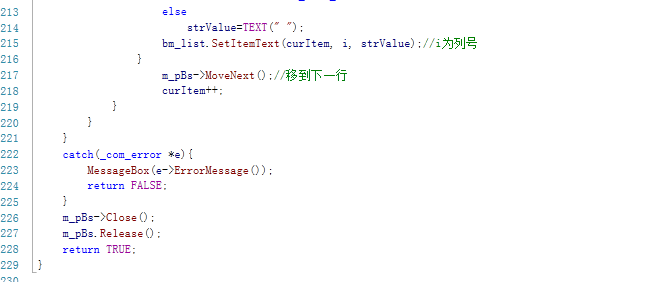 213 else
214 strValue=TEXT(" ");
215 bm_list.SetItemText(curItem, i, strValue);//i为列号
216 }
217 m_pBs->MoveNext();//移到下一行
218 curItem++;
219 }
220 }
221 }
222 catch(_com_error *e){
223 MessageBox(e->ErrorMessage());
224 return FALSE;
225 }
226 m_pBs->Close();
227 m_pBs.Release();
228 return TRUE;
229 }
230